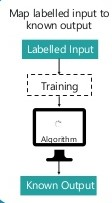 Map labelled input to
known output
Labelled Input
Training
Algorithm
Known Output